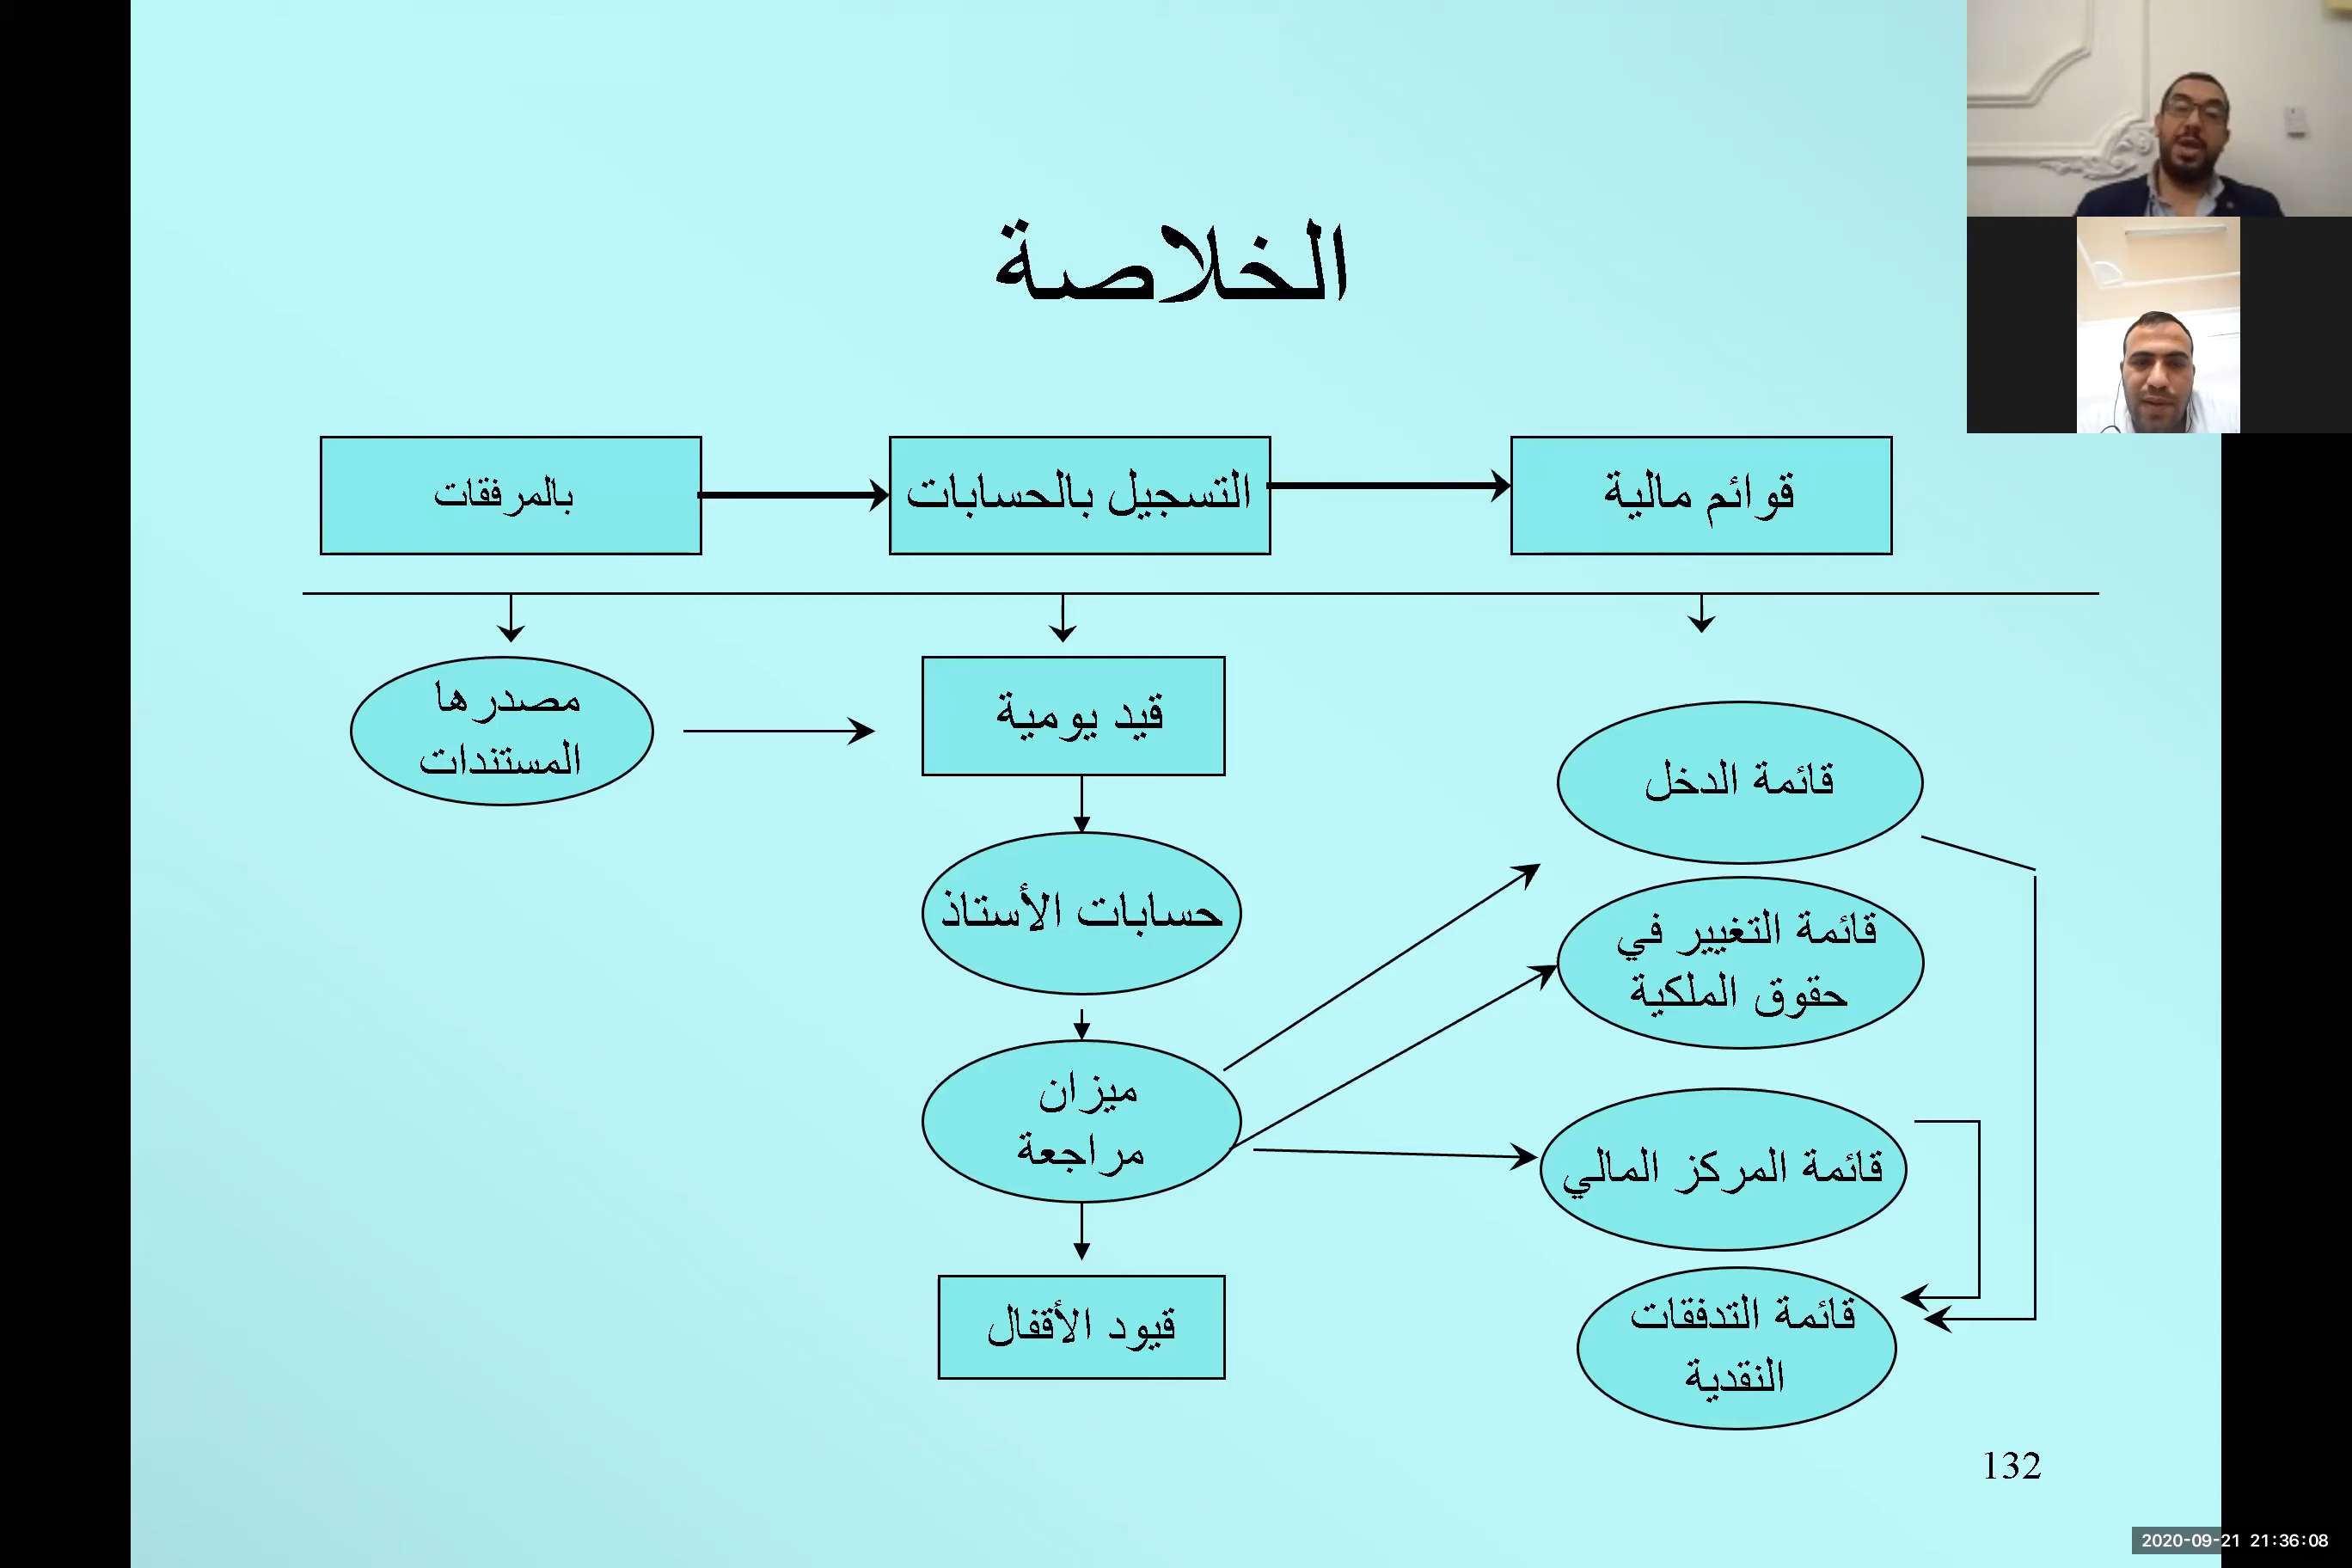 الخلاصة
بالمرفقات
التسجيل بالحسابات
قوائم مالية
مصدرها
المستندات
قيد يومية
حسابات الأستاذ
ميزان
مراجعة
قيود الأقفال
قائمة الدخل
قائمة التغيير في
حقوق الملكية
قائمة المركز المالي
قائمة التدفقات
النقدية
132
2020-09-21 21:36:08